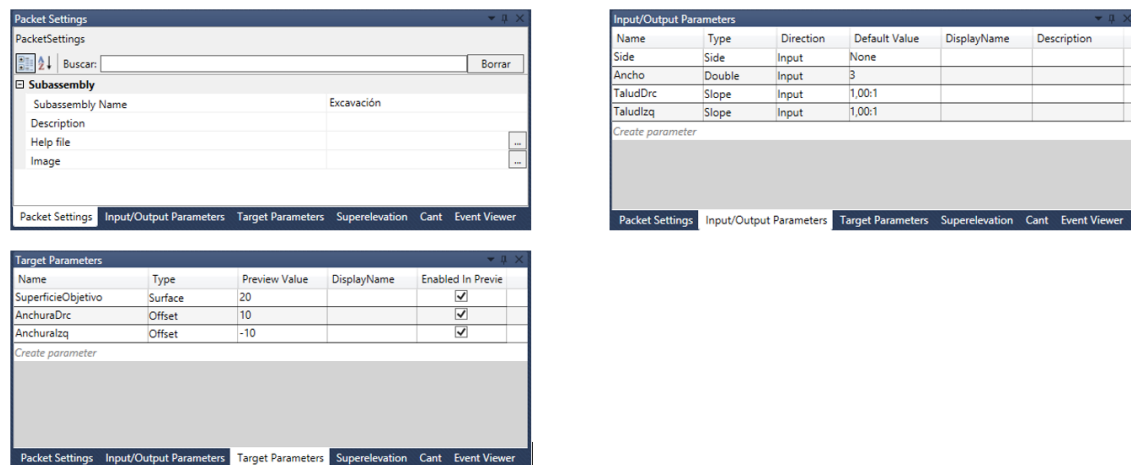 Packet Settings
PacketSettings
Buscar: Borrar
Subassembly
Subassembly Name Excavación
Description
Help file ...
Image ...
Packet Settings Input/Output Parameters Target Parameters Superelevation Cant Event Viewer
Input/Output Parameters
Name Type Direction Default Value DisplayName Description
Side Side Input None
Ancho Double Input 3
TaludDrc Slope Input 1,00:1
TaludIzq Slope Input 1,00:1
Create parameter
Packet Settings Input/Output Parameters Target Parameters Superelevation Cant Event Viewer
Target Parameters
Name Type Preview Value DisplayName Enabled In Previe
SuperficieObjetivo Surface 20
AnchuraDrc Offset 10
AnchuraIzq Offset -10
Create parameter
Packet Settings Input/Output Parameters Target Parameters Superelevation Cant Event Viewer